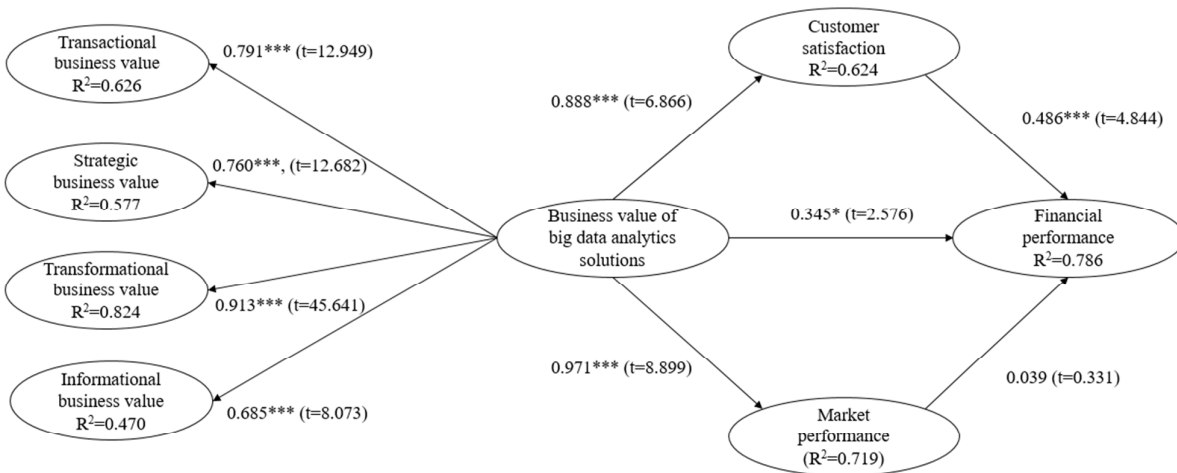 Transactional
business value
R²=0.626
0.791*** (t=12.949)
Strategic
business value
R²=0.577
0.760***, (t=12.682)
Transformational
business value
R²=0.824
0.913*** (t=45.641)
Informational
business value
R²=0.470
0.685*** (t=8.073)
Business value of
big data analytics
solutions
0.888*** (t=6.866)
Customer
satisfaction
R²=0.624
0.486*** (t=4.844)
0.345* (t=2.576)
Financial
performance
R²=0.786
0.971*** (t=8.899)
Market
performance
(R²=0.719)
0.039 (t=0.331)